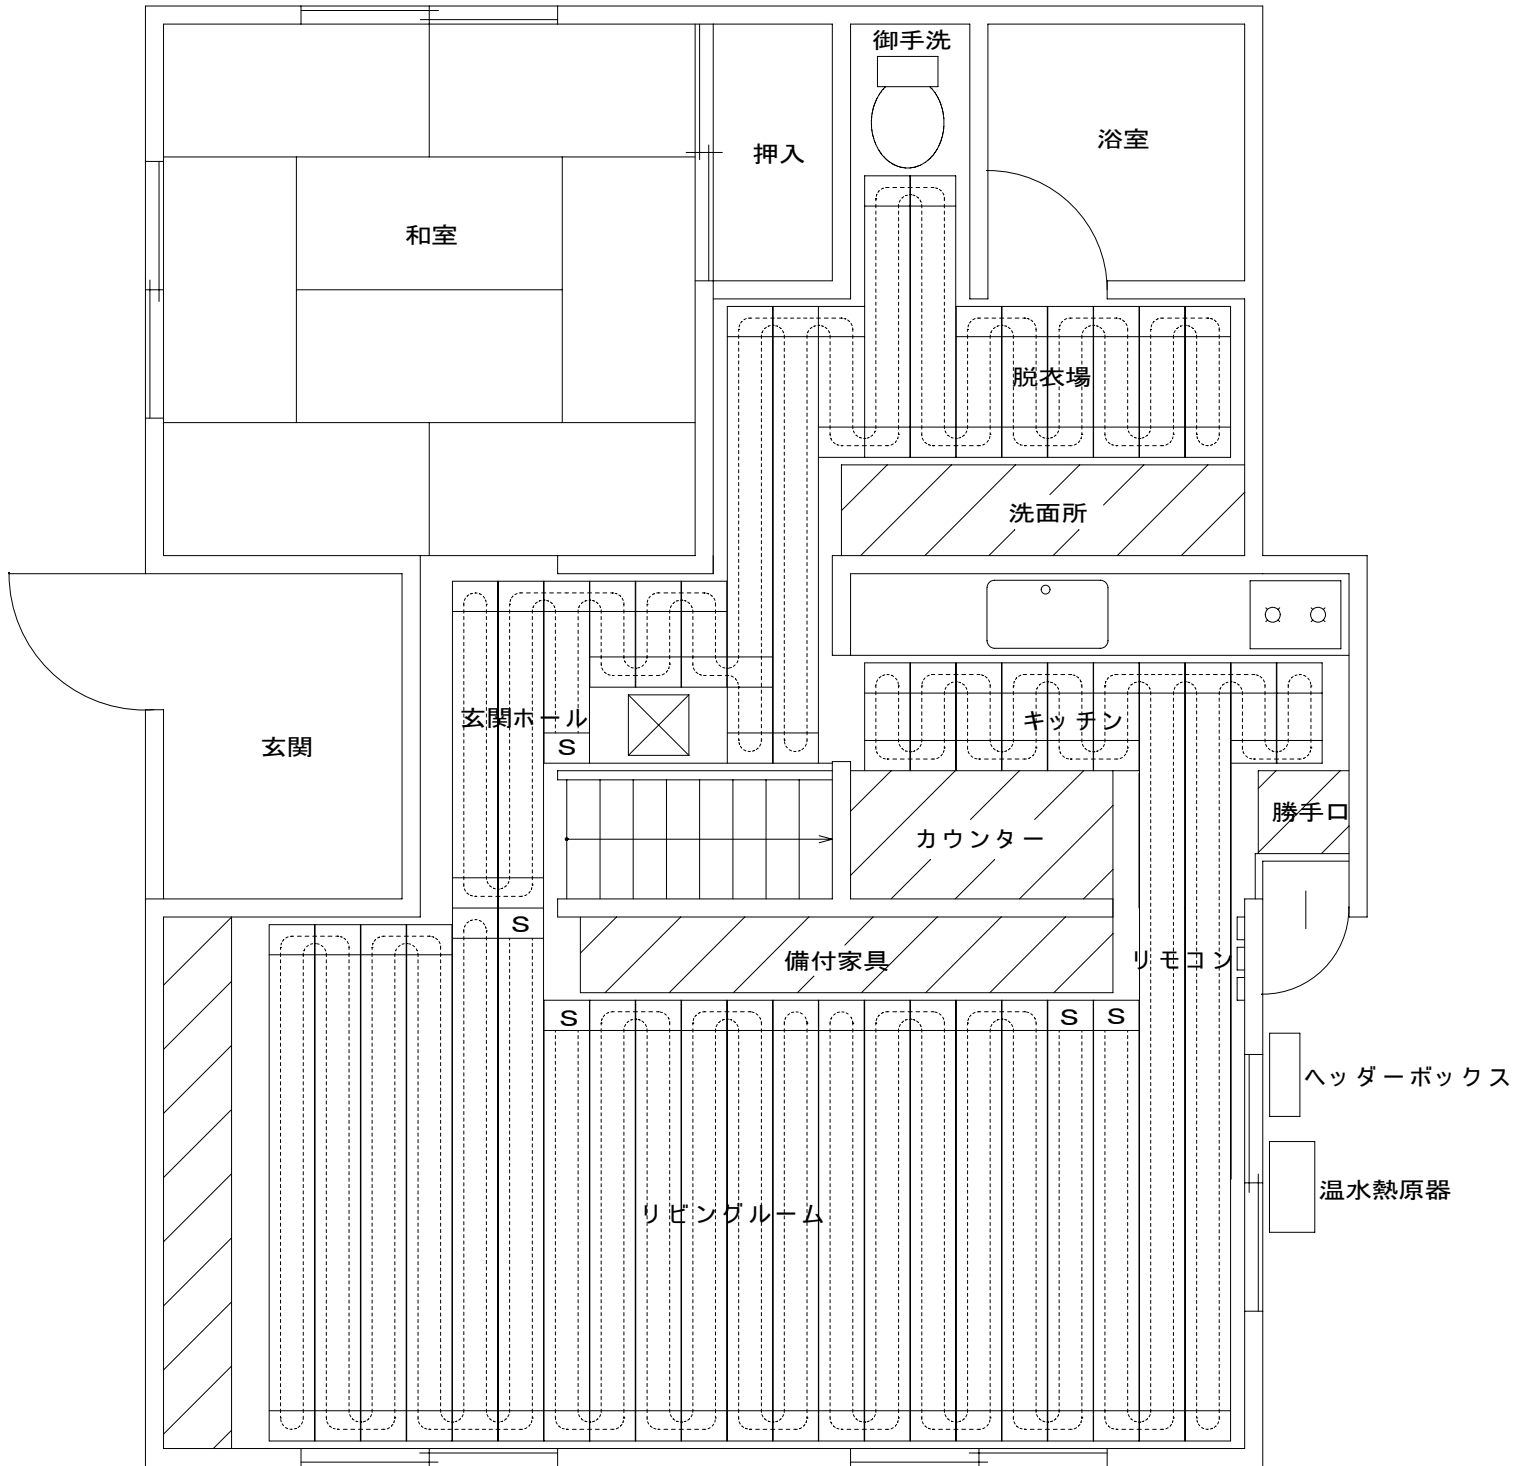 御手洗
浴室
押入
和室
脱衣場
洗面所
玄関ホール
キッチン
S
玄関
勝手口
カウンター
S
備付家具
リモコン
S
S
S
ヘッダーボックス
温水熱原器
リビングルーム